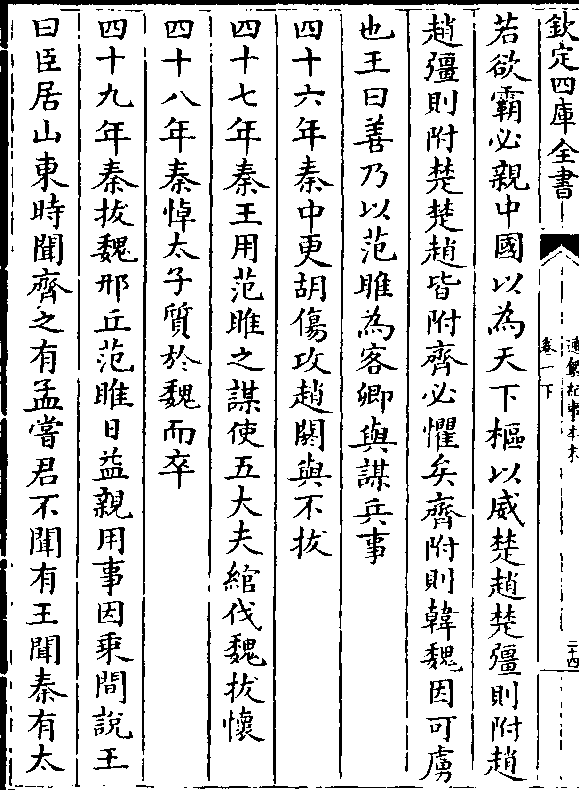 欽定四庫全書
通鑑紀事本末
卷一下
二十四
若欲霸必親中國以為天下樞以威楚趙楚彊則附趙
趙彊則附楚楚趙皆附齊必懼矣齊附則韓魏因可虜
也王曰善乃以范睢為客卿與謀兵事
四十六年秦中更胡傷攻趙閼與不拔
四十七年秦王用范睢之謀使五大夫綰伐魏拔懷
四十八年秦悼太子質於魏而卒
四十九年秦拔魏邢丘范睢日益親用事因乘間說王
曰臣居山東時聞齊之有孟嘗君不聞有王聞秦有太